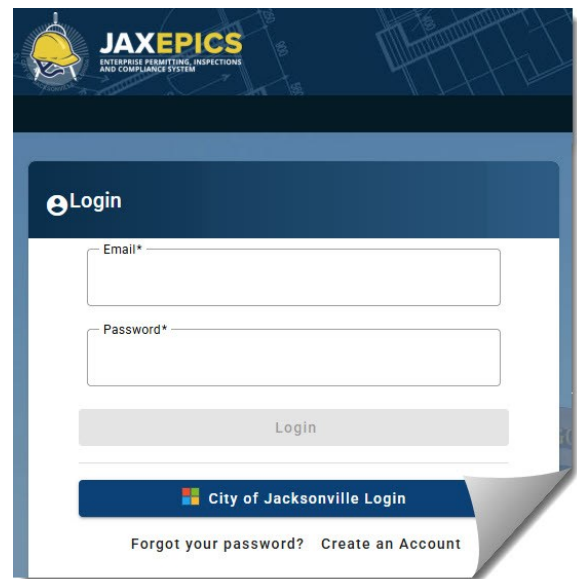 JAXEPICS
ENTERPRISE PERMITTING, INSPECTIONS
AND COMPLIANCE SYSTEM
Login
Email*
Password*
Login
City of Jacksonville Login
Forgot your password? Create an Account